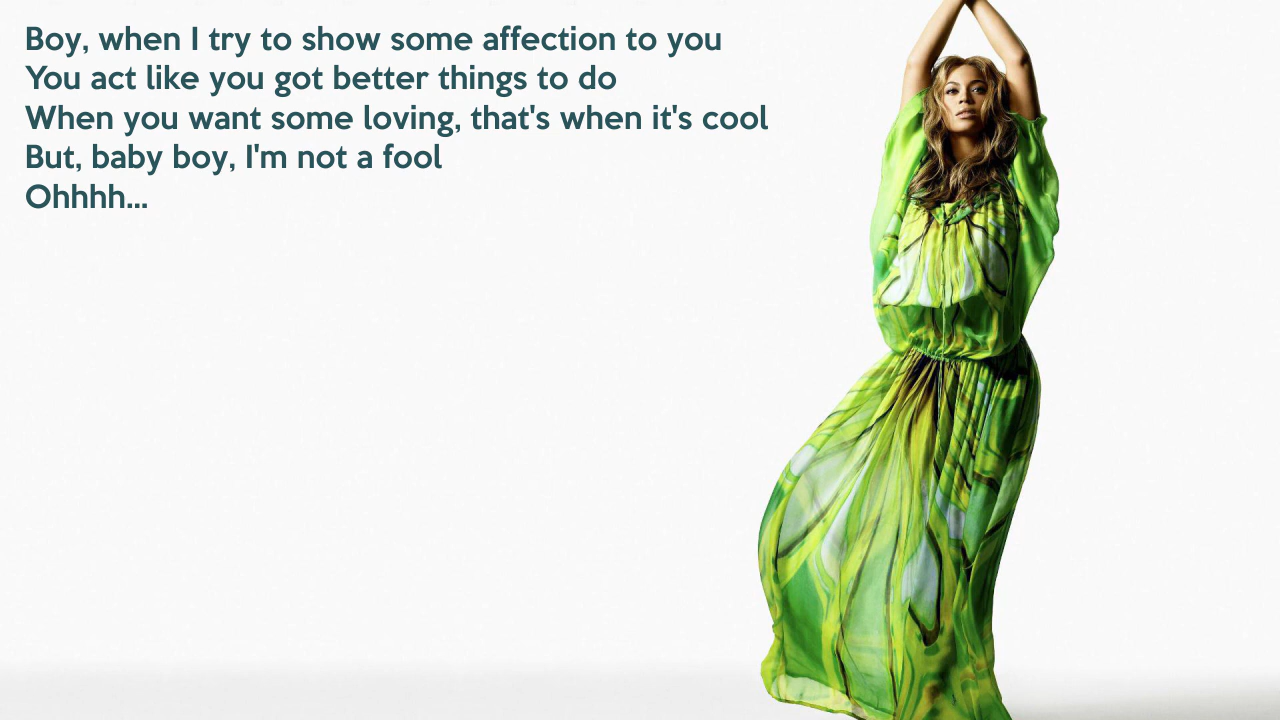 Boy, when I try to show some affection to you
You act like you got better things to do
When you want some loving, that's when it's cool
But, baby boy, I'm not a fool
Ohhhh...